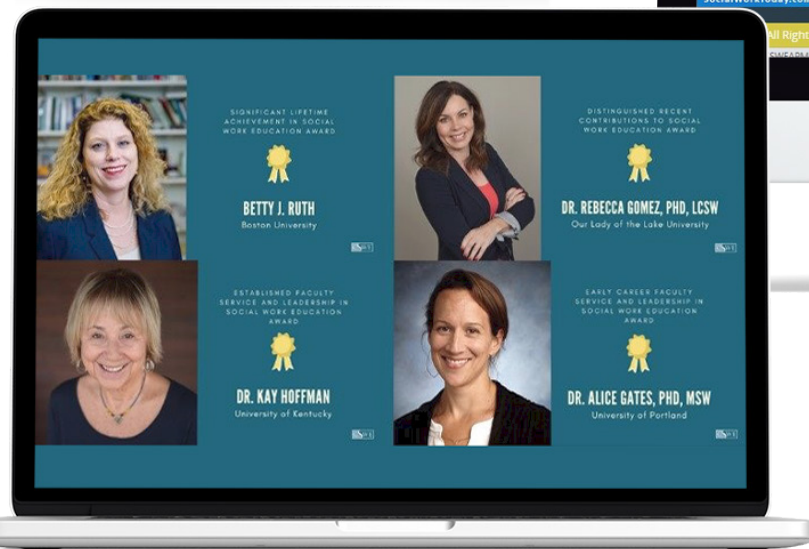 socialworktoday.com
All Right
SIGNIFICANT LIFETIME
ACHIEVEMENT IN SOCIAL
WORK EDUCATION AWARD
BETTY J. RUTH
Boston University
DISTINGUISHED RECENT
CONTRIBUTIONS TO SOCIAL
WORK EDUCATION AWARD
DR. REBECCA GOMEZ, PHD, LCSW
Our Lady of the Lake University
ESTABLISHED FACULTY
SERVICE AND LEADERSHIP IN
SOCIAL WORK EDUCATION
AWARD
DR. KAY HOFFMAN
University of Kentucky
EARLY CAREER FACULTY
SERVICE AND LEADERSHIP IN
SOCIAL WORK EDUCATION
AWARD
DR. ALICE GATES, PHD, MSW
University of Portland